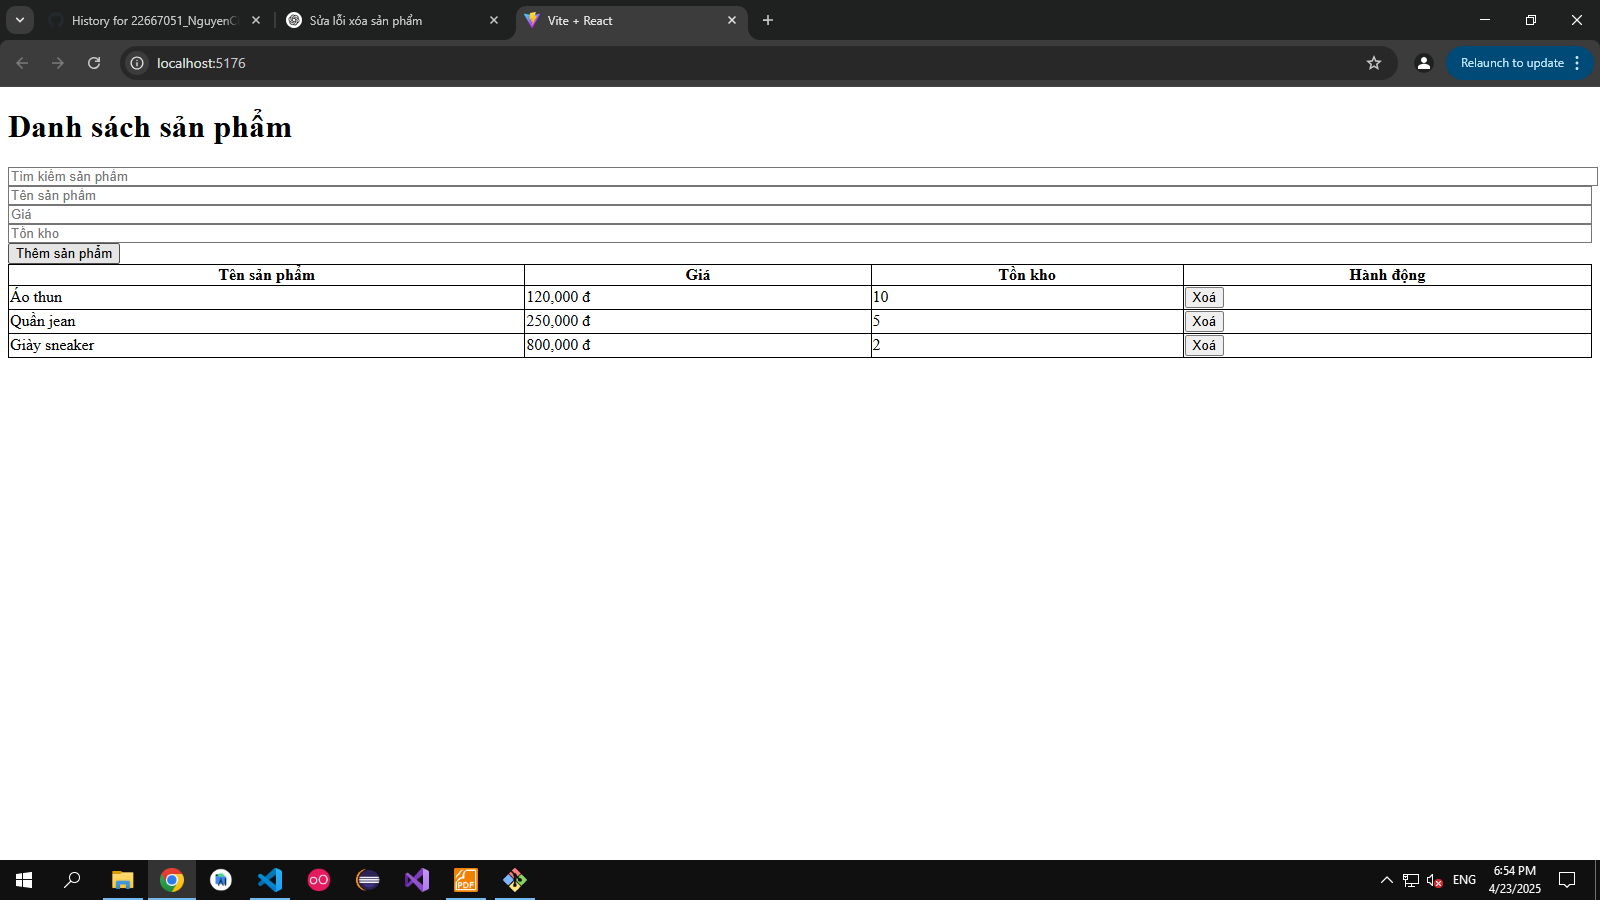 History for 22667051_NguyenC
Sửa lỗi xóa sản phẩm
Vite + React
localhost:5176
Relaunch to update
Danh sách sản phẩm
Tìm kiếm sản phẩm
Tên sản phẩm
Giá
Tồn kho
Thêm sản phẩm
Tên sản phẩm Giá Tồn kho Hành động
Áo thun 120,000 đ 10 Xoá
Quần jean 250,000 đ 5 Xoá
Giày sneaker 800,000 đ 2 Xoá
PDF
ENG
6:54 PM
4/23/2025